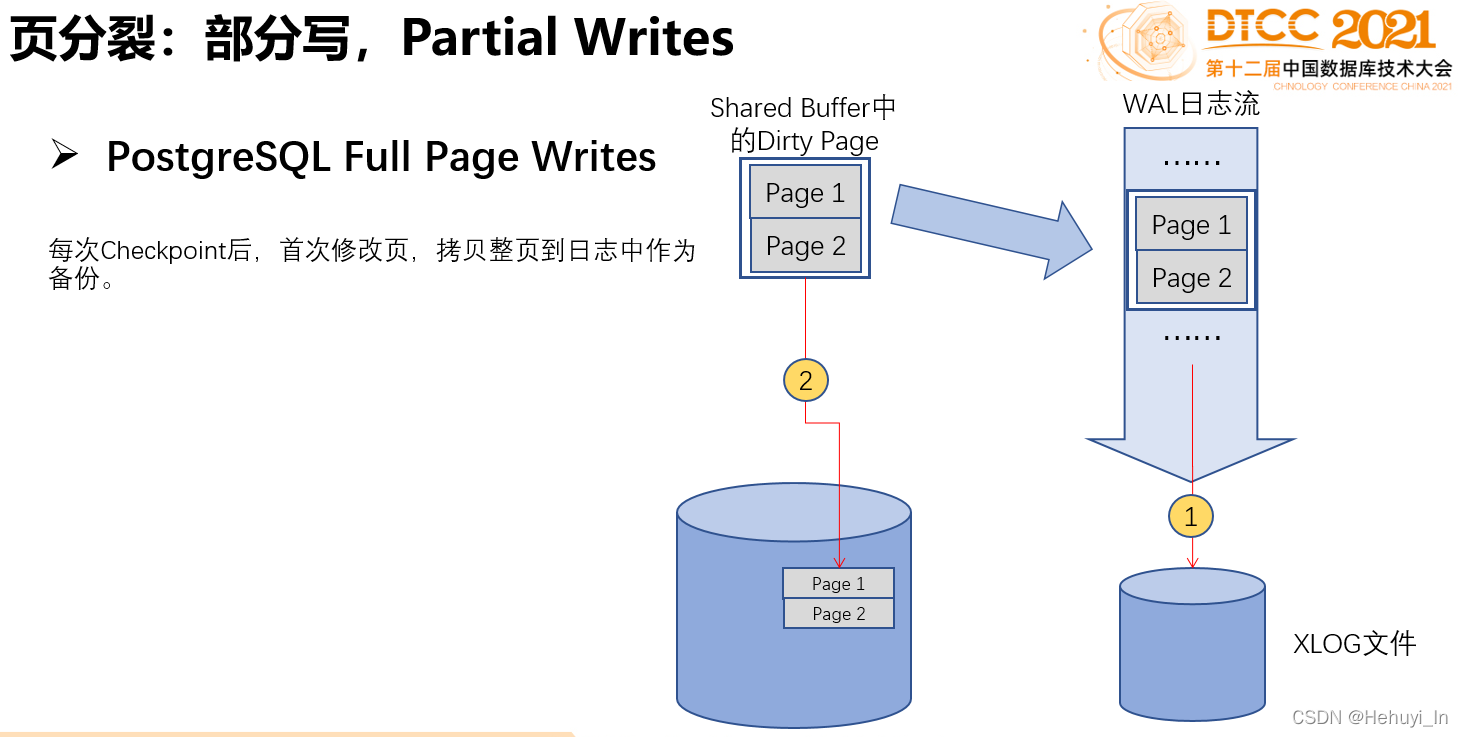 页分裂：部分写，Partial Writes
DTCC 2021
第十二届中国数据库技术大会
CHNOLOGY CONFERENCE CHINA 2021
➢ PostgreSQL Full Page Writes
每次Checkpoint后，首次修改页，拷贝整页到日志中作为
备份。
Shared Buffer中
的Dirty Page
Page 1
Page 2
2
Page 1
Page 2
WAL日志流
……
Page 1
Page 2
……
1
XLOG文件
CSDN @Hehuyi_In